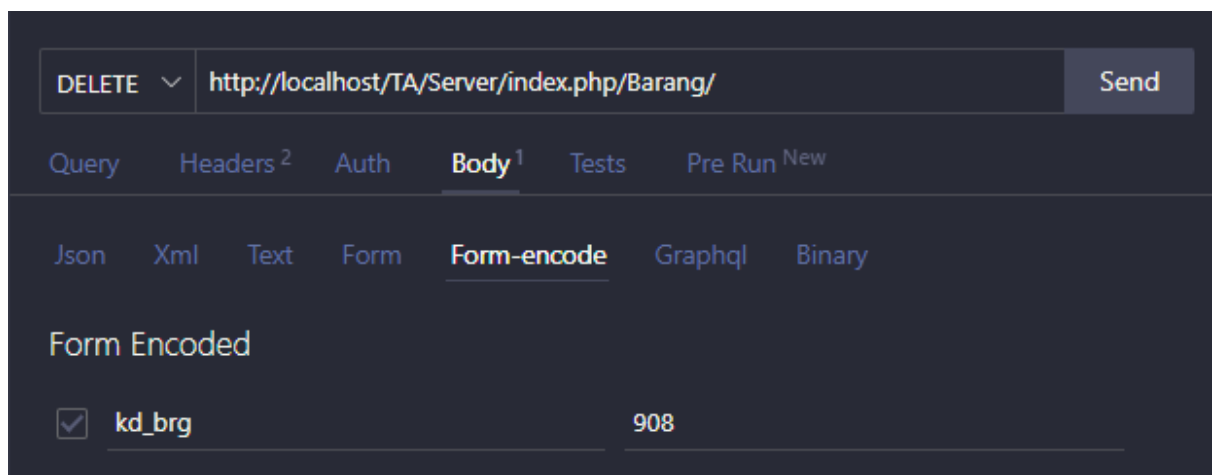 DELETE http://localhost/TA/Server/index.php/Barang/ Send
Query Headers 2 Auth Body 1 Tests Pre Run New
Json Xml Text Form Form-encode Graphql Binary
Form Encoded
kd_brg 908